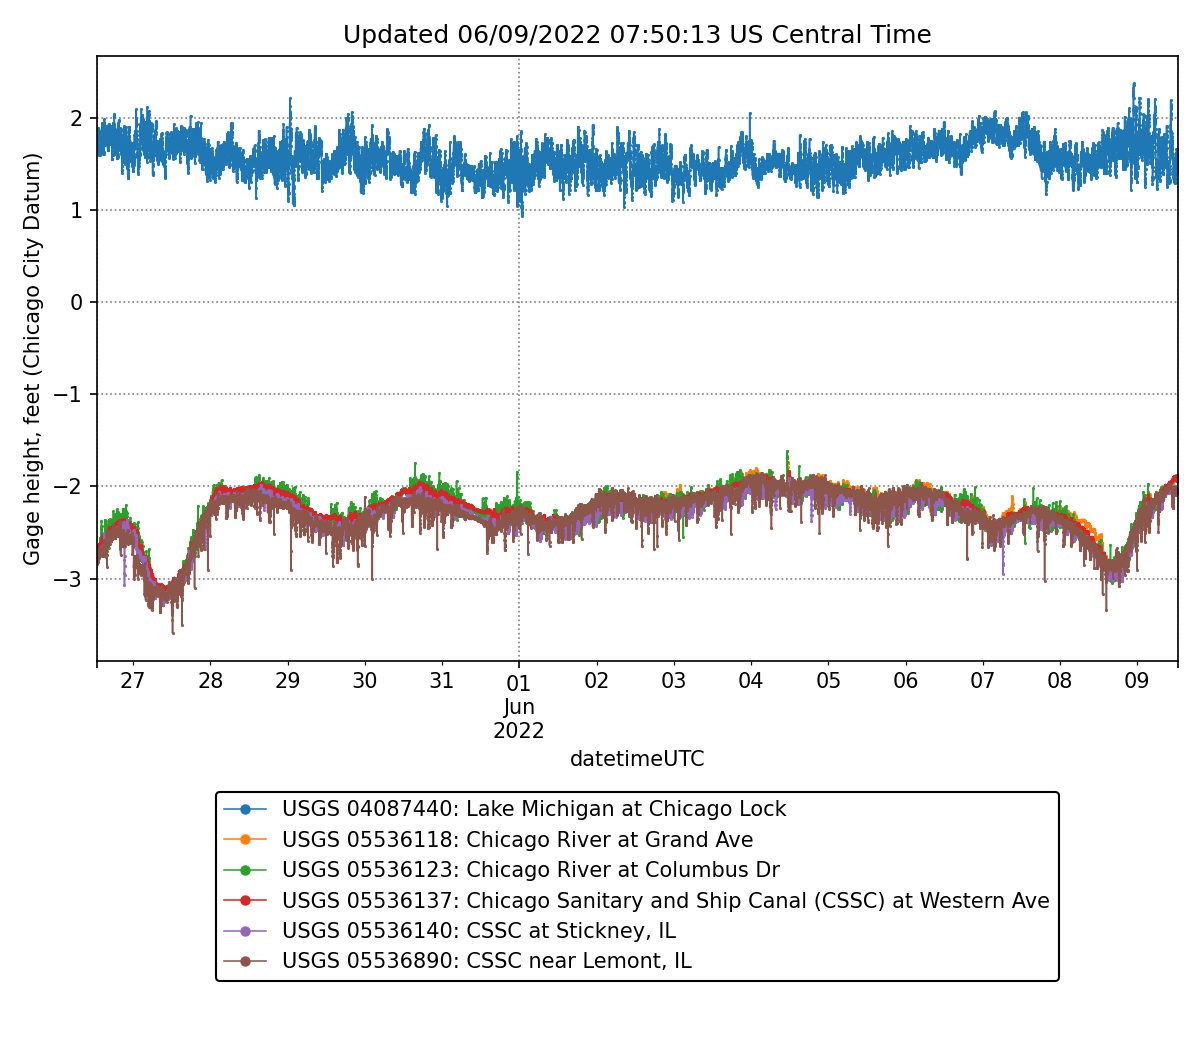 Updated 06/09/2022 07:50:13 US Central Time
Gage height, feet (Chicago City Datum)
2
1
0
−1
−2
−3
27 28 29 30 31 01 02 03 04 05 06 07 08 09
Jun
2022
datetimeUTC
USGS 04087440: Lake Michigan at Chicago Lock
USGS 05536118: Chicago River at Grand Ave
USGS 05536123: Chicago River at Columbus Dr
USGS 05536137: Chicago Sanitary and Ship Canal (CSSC) at Western Ave
USGS 05536140: CSSC at Stickney, IL
USGS 05536890: CSSC near Lemont, IL